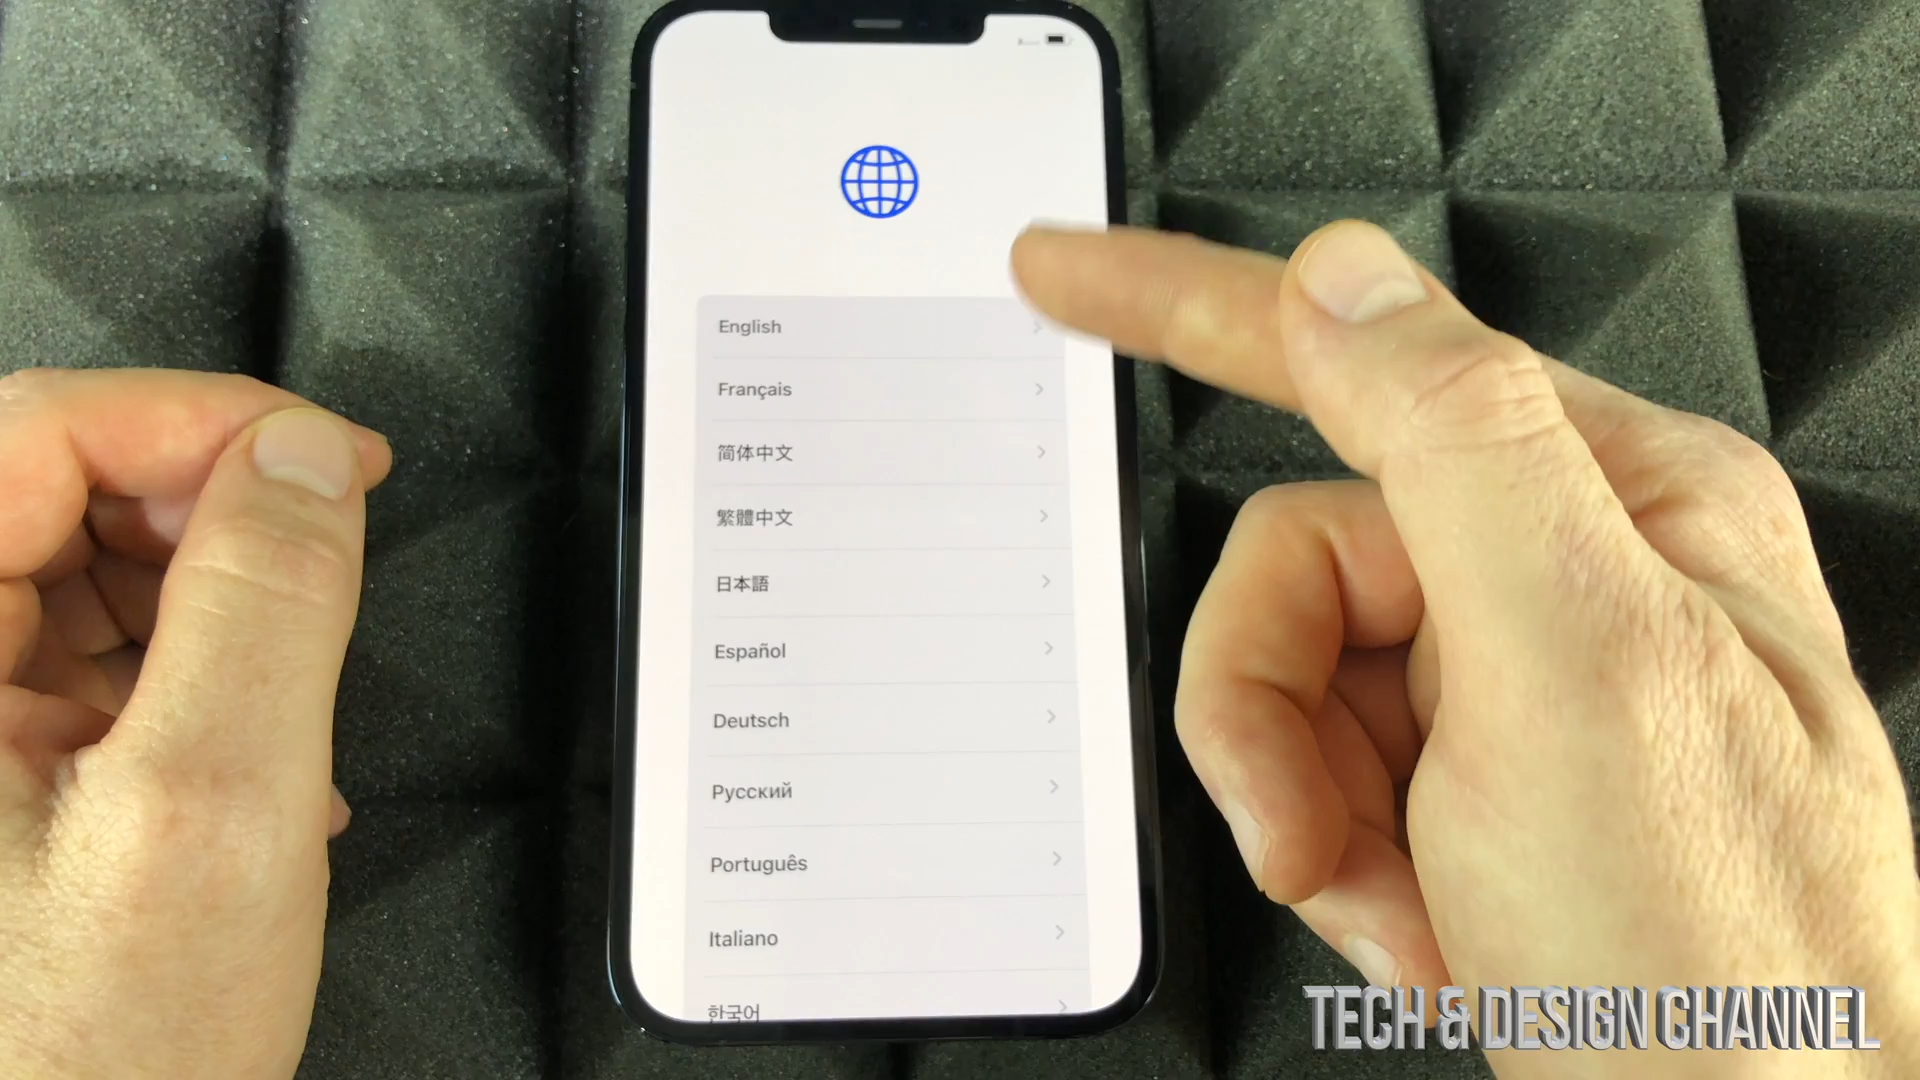 English
Français
简体中文
繁體中文
日本語
Español
Deutsch
Русский
Português
Italiano
한국어
TECH & DESIGN CHANNEL